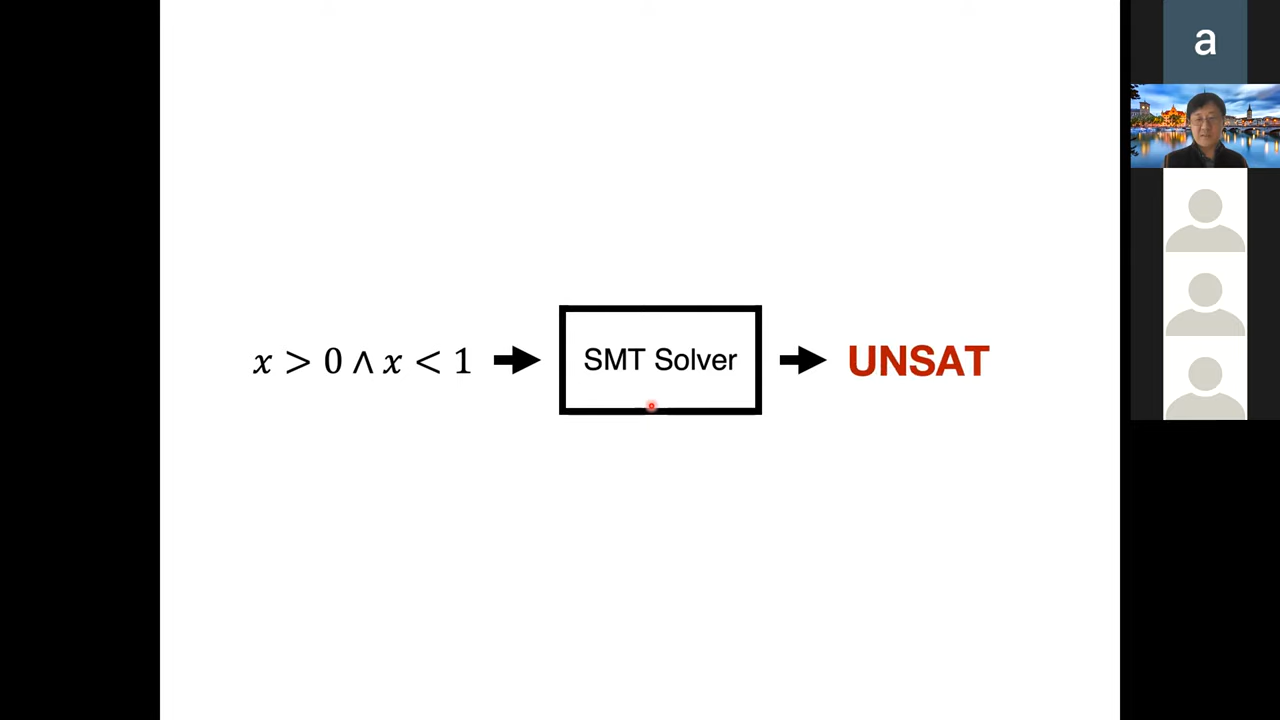 a
x > 0 ∧ x < 1
SMT Solver
UNSAT